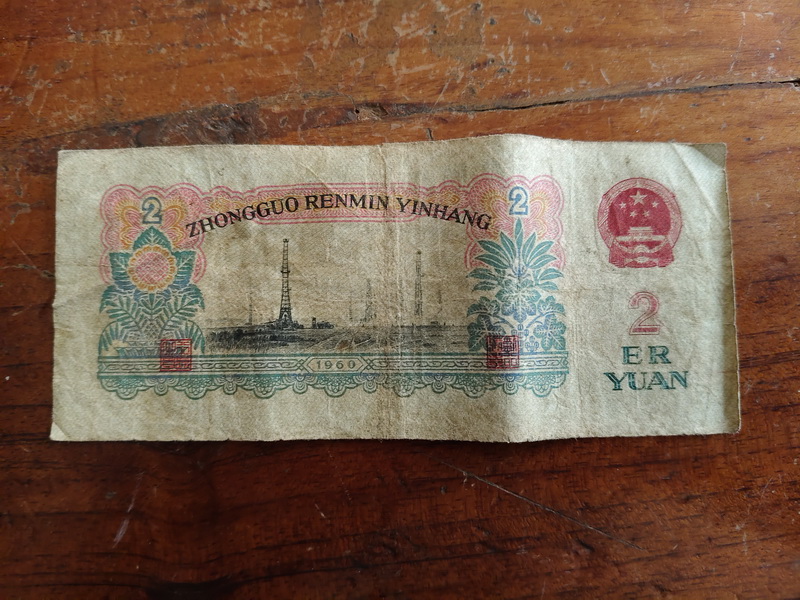 2
2
ZHONGGUO RENMIN YINHANG
1960
2
ER
YUAN